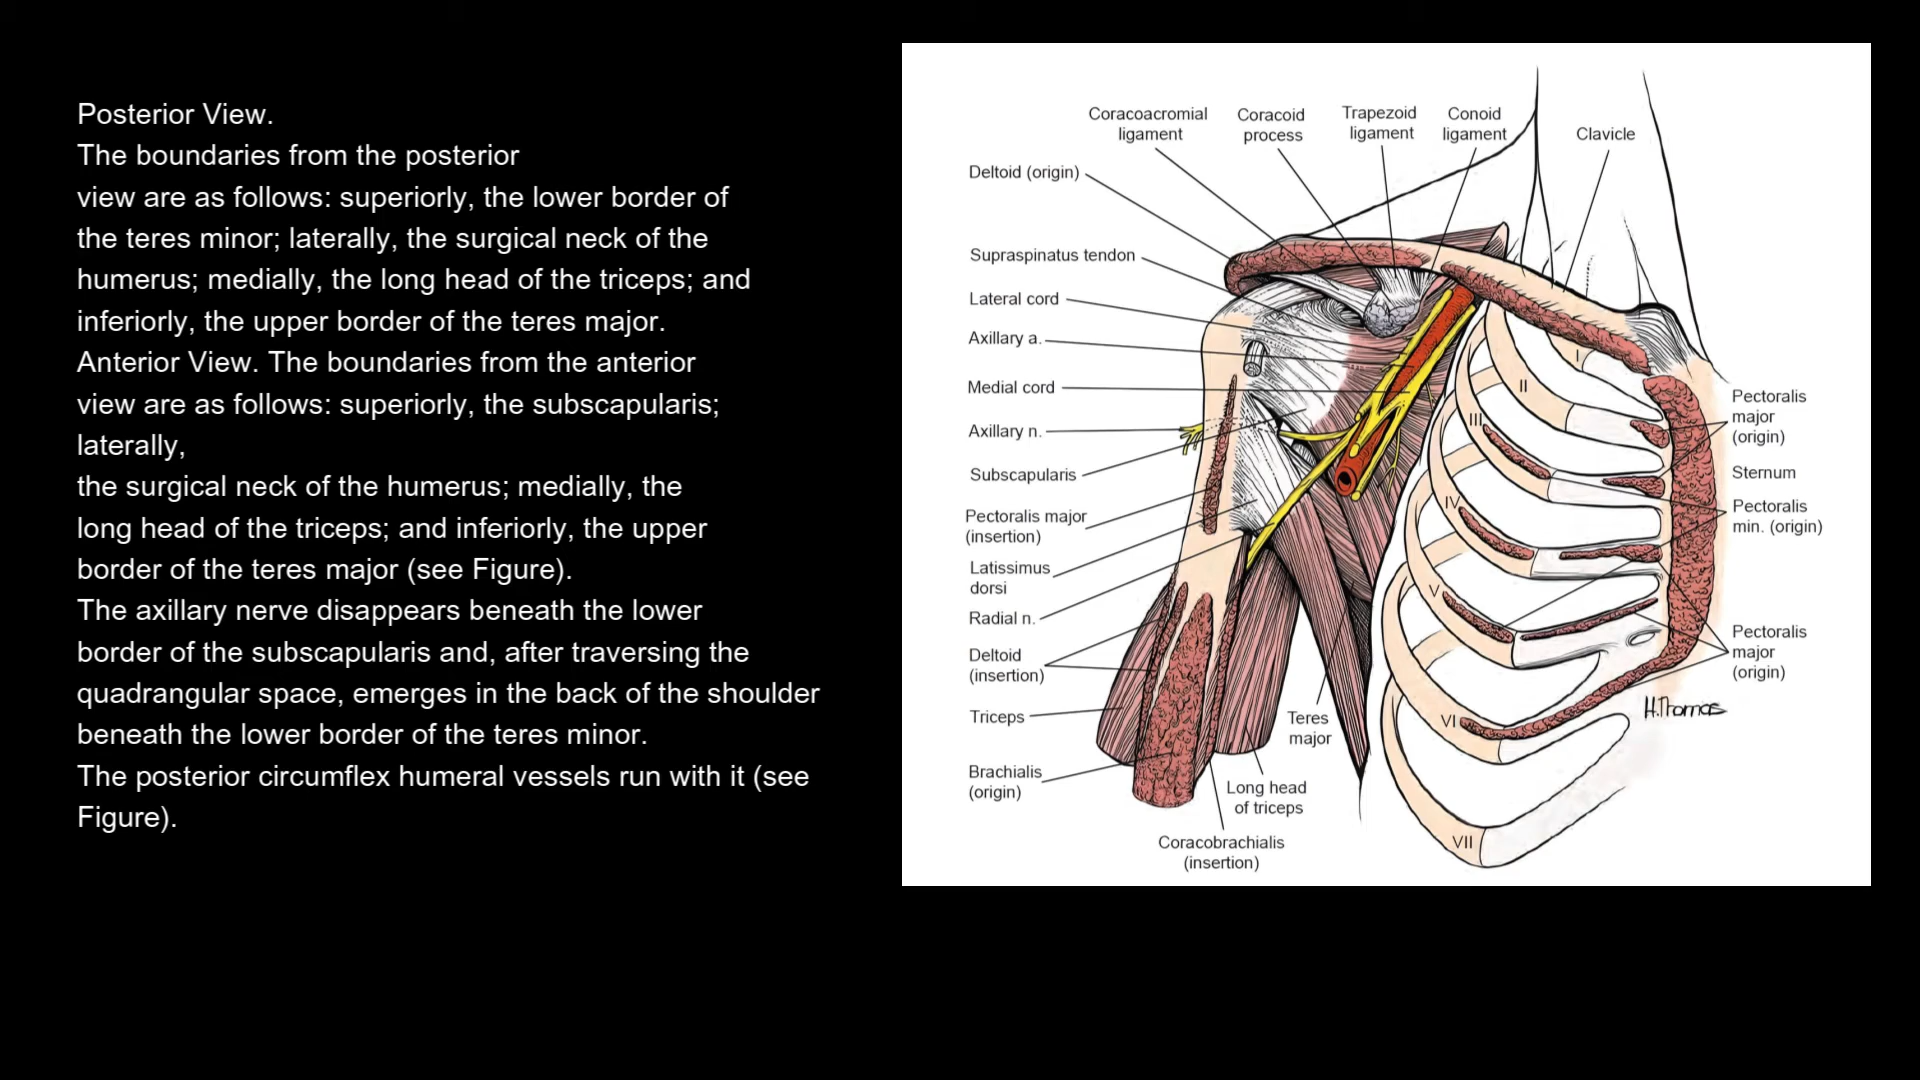 Posterior View.
The boundaries from the posterior
view are as follows: superiorly, the lower border of
the teres minor; laterally, the surgical neck of the
humerus; medially, the long head of the triceps; and
inferiorly, the upper border of the teres major.
Anterior View. The boundaries from the anterior
view are as follows: superiorly, the subscapularis;
laterally,
the surgical neck of the humerus; medially, the
long head of the triceps; and inferiorly, the upper
border of the teres major (see Figure).
The axillary nerve disappears beneath the lower
border of the subscapularis and, after traversing the
quadrangular space, emerges in the back of the shoulder
beneath the lower border of the teres minor.
The posterior circumflex humeral vessels run with it (see
Figure).
Coracoacromial
ligament
Coracoid
process
Trapezoid
ligament
Conoid
ligament
Clavicle
Deltoid (origin)
Supraspinatus tendon
Lateral cord
Axillary a.
Medial cord
Axillary n.
Subscapularis
Pectoralis major
(insertion)
Latissimus
dorsi
Radial n.
Deltoid
(insertion)
Triceps
Brachialis
(origin)
Teres
major
Long head
of triceps
Coracobrachialis
(insertion)
I
II
III
IV
V
VI
VII
Pectoralis
major
(origin)
Sternum
Pectoralis
min. (origin)
Pectoralis
major
(origin)
H.Thomas